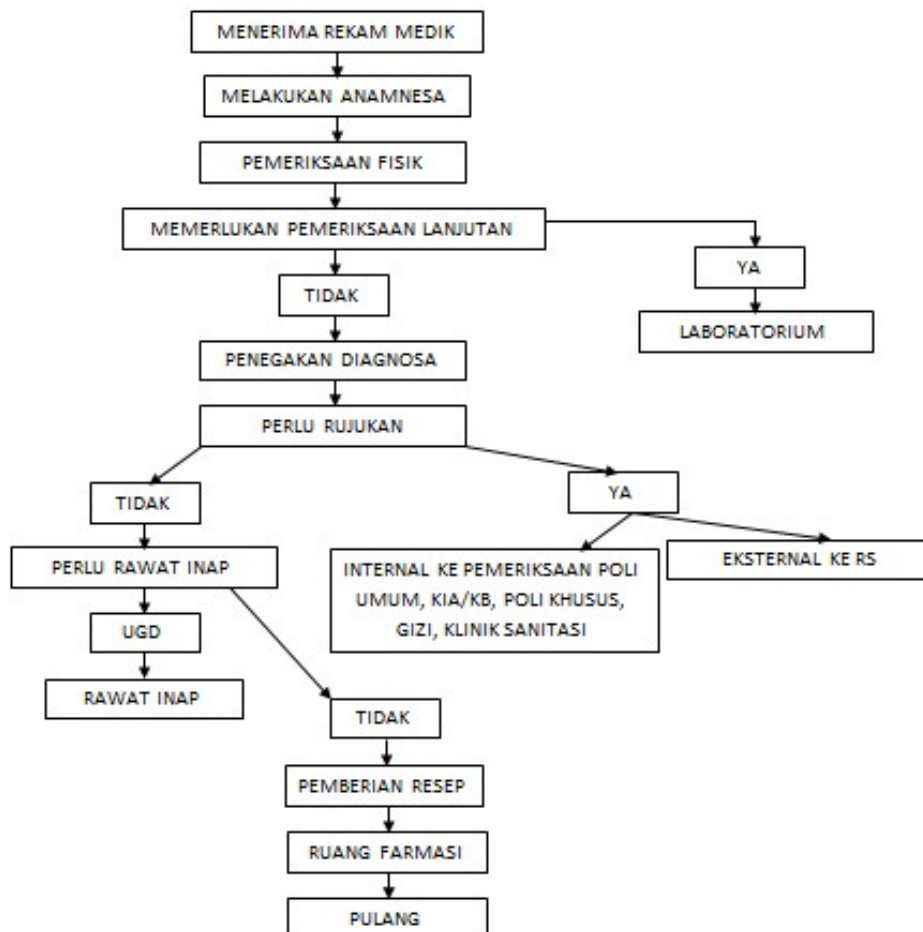 MENERIMA REKAM MEDIK
MELAKUKAN ANAMNESA
PEMERIKSAAN FISIK
MEMERLUKAN PEMERIKSAAN LANJUTAN
YA
TIDAK
LABORATORIUM
PENEGAKAN DIAGNOSA
PERLU RUJUKAN
TIDAK
YA
PERLU RAWAT INAP
INTERNAL KE PEMERIKSAAN POLI
UMUM, KIA/KB, POLI KHUSUS,
GIZI, KLINIK SANITASI
EKSTERNAL KE RS
UGD
RAWAT INAP
TIDAK
PEMBERIAN RESEP
RUANG FARMASI
PULANG